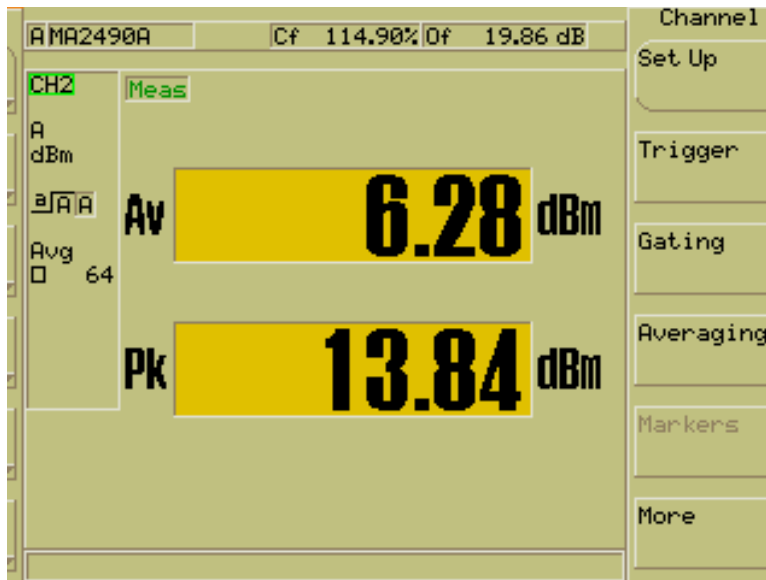 A MA2490A Cf 114.90% Of 19.86 dB
CH2 Meas
A
dBm
a A A
Avg
64
Av 6.28 dBm
Pk 13.84 dBm
Channel
Set Up
Trigger
Gating
Averaging
Markers
More